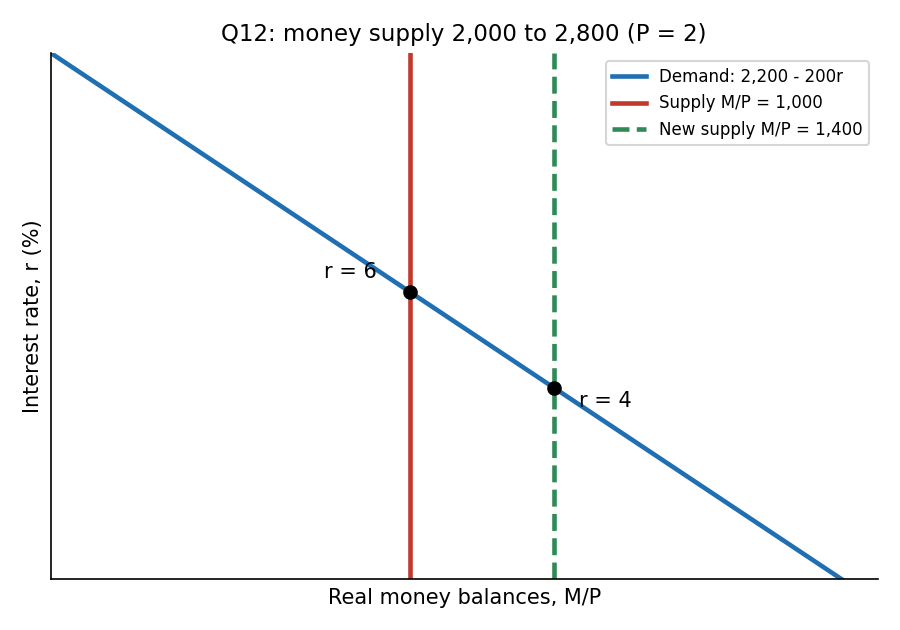 Q12: money supply 2,000 to 2,800 (P = 2)
Demand: 2,200 - 200r
Supply M/P = 1,000
New supply M/P = 1,400
Interest rate, r (%)
r = 6
r = 4
Real money balances, M/P